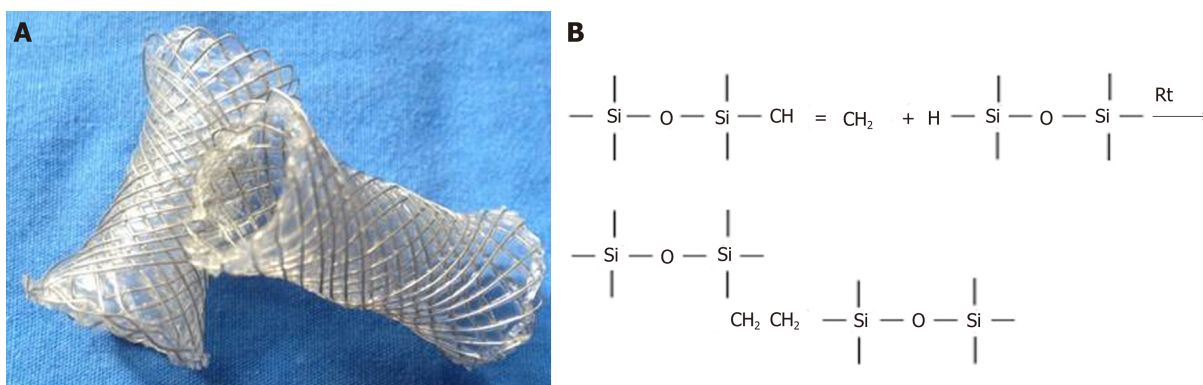 A
B
Si O Si CH = CH₂ + H Si O Si Rt
Si O Si
CH₂ CH₂ Si O Si